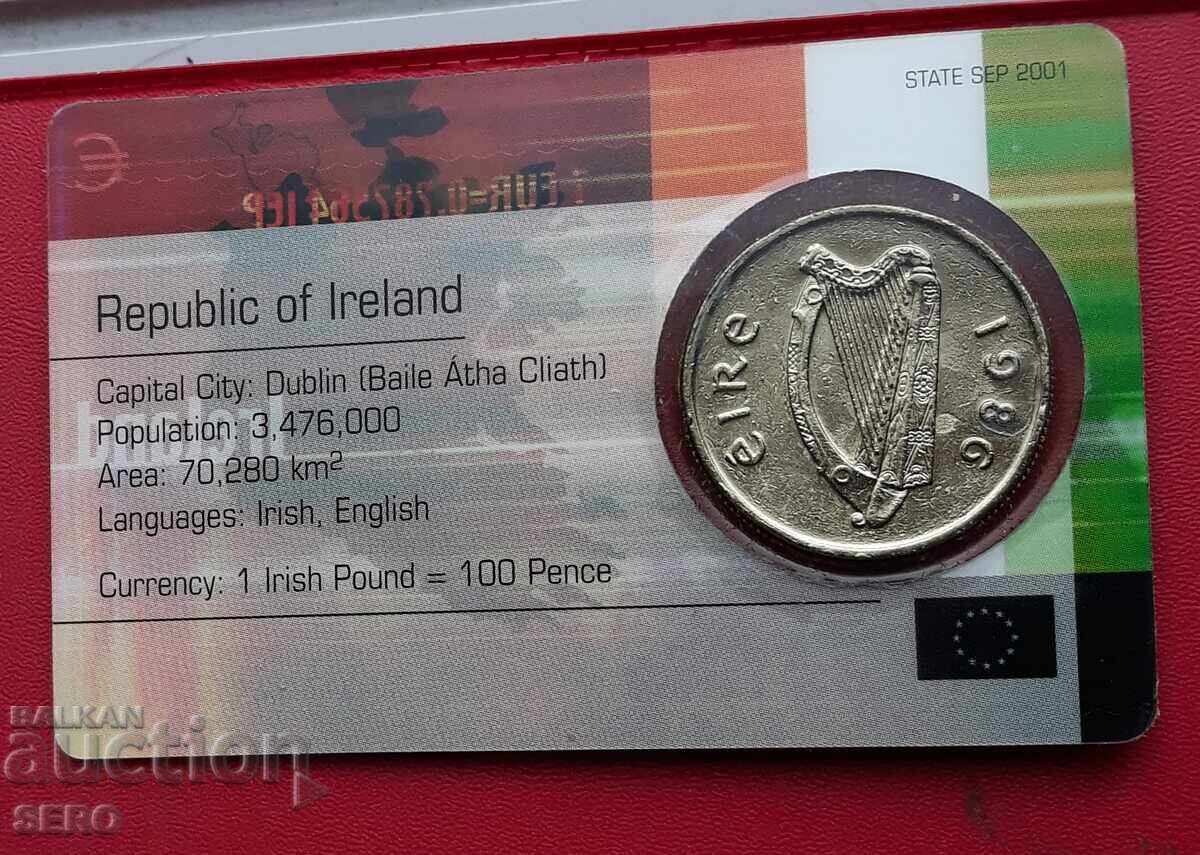 STATE SEP 2001
€
1 EUR=0.787564 IEP
Republic of Ireland
Capital City: Dublin (Baile Átha Cliath)
Population: 3,476,000
Area: 70,280 km²
Languages: Irish, English
Currency: 1 Irish Pound = 100 Pence
Ireland
éIRe
1986
BALKAN
auction
SERO